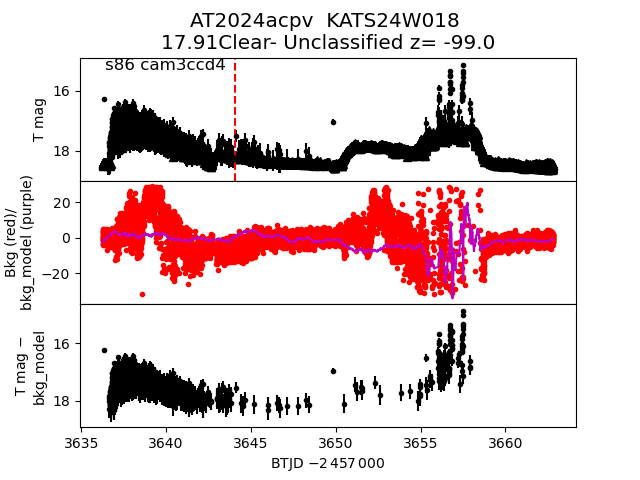 AT2024acpv  KATS24W018
17.91Clear- Unclassified z= -99.0
s86 cam3ccd4
T mag
16
18
Bkg (red)/
bkg_model (purple)
20
0
−20
T mag −
bkg_model
16
18
3635
3640
3645
3650
3655
3660
BTJD −2 457 000